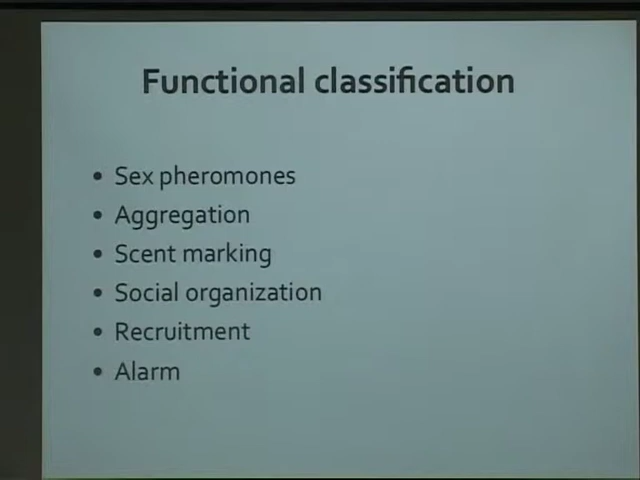 Functional classification
• Sex pheromones
• Aggregation
• Scent marking
• Social organization
• Recruitment
• Alarm